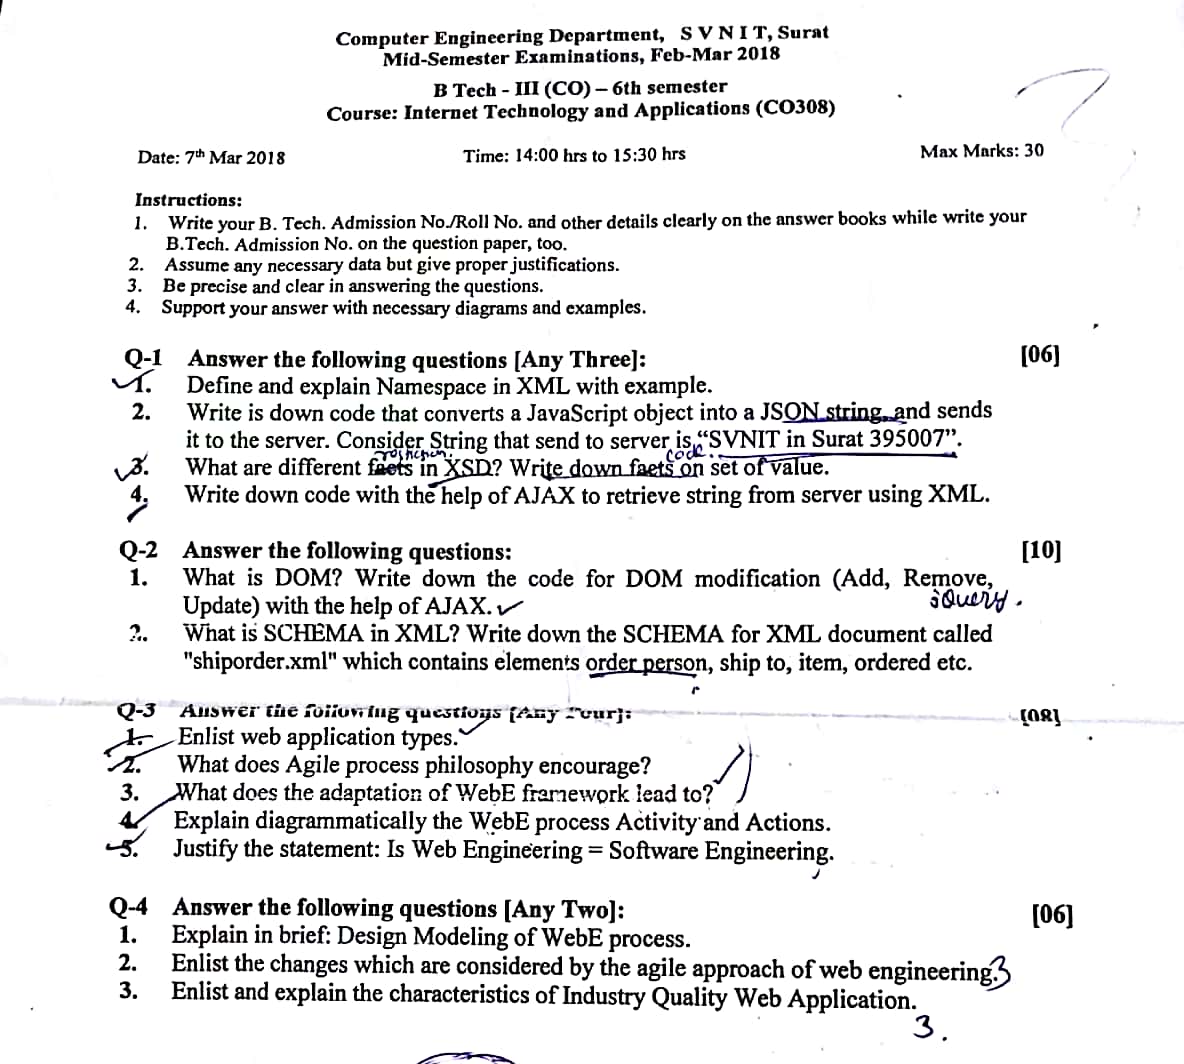 Computer Engineering Department, S V N I T, Surat
Mid-Semester Examinations, Feb-Mar 2018
B Tech - III (CO) – 6th semester
Course: Internet Technology and Applications (CO308)
Date: 7th Mar 2018 Time: 14:00 hrs to 15:30 hrs Max Marks: 30
Instructions:
1. Write your B. Tech. Admission No./Roll No. and other details clearly on the answer books while write your
B.Tech. Admission No. on the question paper, too.
2. Assume any necessary data but give proper justifications.
3. Be precise and clear in answering the questions.
4. Support your answer with necessary diagrams and examples.
Q-1 Answer the following questions [Any Three]: [06]
1. Define and explain Namespace in XML with example.
2. Write is down code that converts a JavaScript object into a JSON string, and sends
it to the server. Consider String that send to server is “SVNIT in Surat 395007”.
code.
3. What are different facts in XSD? Write down facts on set of value.
4. Write down code with the help of AJAX to retrieve string from server using XML.
Q-2 Answer the following questions: [10]
1. What is DOM? Write down the code for DOM modification (Add, Remove,
Update) with the help of AJAX. jQuery.
2. What is SCHEMA in XML? Write down the SCHEMA for XML document called
"shiporder.xml" which contains elements order person, ship to, item, ordered etc.
Q-3 Answer the following questions [Any Four]: [08]
1. Enlist web application types.
2. What does Agile process philosophy encourage?
3. What does the adaptation of WebE framework lead to?
4. Explain diagrammatically the WebE process Activity and Actions.
5. Justify the statement: Is Web Engineering = Software Engineering.
Q-4 Answer the following questions [Any Two]: [06]
1. Explain in brief: Design Modeling of WebE process.
2. Enlist the changes which are considered by the agile approach of web engineering. 3
3. Enlist and explain the characteristics of Industry Quality Web Application.
3.